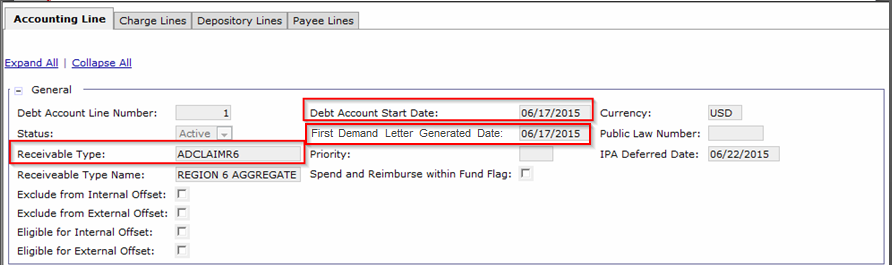 Accounting Line Charge Lines Depository Lines Payee Lines
Expand All | Collapse All
General
Debt Account Line Number: 1 Debt Account Start Date: 06/17/2015 Currency: USD
Status: Active First Demand Letter Generated Date: 06/17/2015 Public Law Number:
Receivable Type: ADCLAIMR6 Priority: IPA Deferred Date: 06/22/2015
Receiveable Type Name: REGION 6 AGGREGATE Spend and Reimburse within Fund Flag:
Exclude from Internal Offset:
Exclude from External Offset:
Eligible for Internal Offset:
Eligible for External Offset: